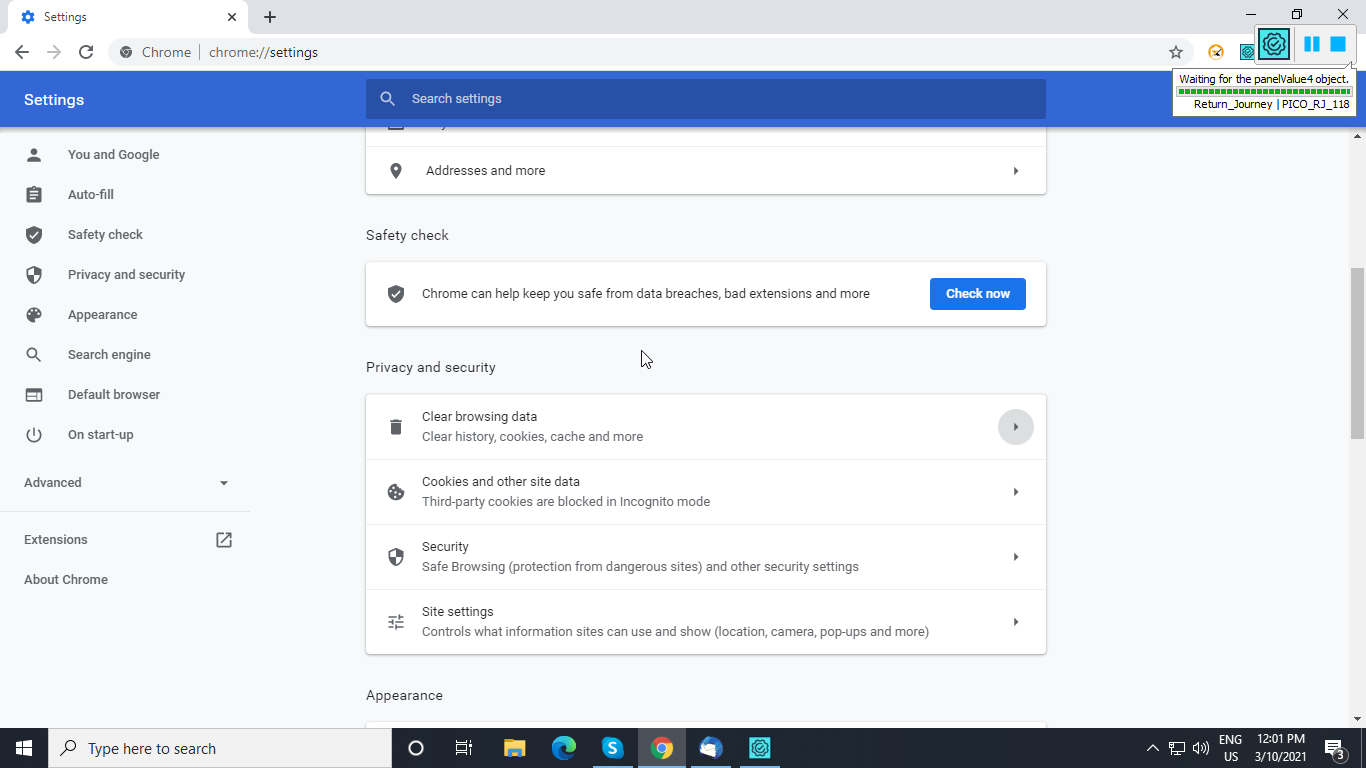 Settings
Chrome
chrome://settings
Waiting for the panelValue4 object.
Return_Journey | PICO_RJ_118
Settings
Search settings
You and Google
Auto-fill
Safety check
Privacy and security
Appearance
Search engine
Default browser
On start-up
Advanced
Extensions
About Chrome
Addresses and more
Safety check
Chrome can help keep you safe from data breaches, bad extensions and more
Check now
Privacy and security
Clear browsing data
Clear history, cookies, cache and more
Cookies and other site data
Third-party cookies are blocked in Incognito mode
Security
Safe Browsing (protection from dangerous sites) and other security settings
Site settings
Controls what information sites can use and show (location, camera, pop-ups and more)
Appearance
Type here to search
ENG
US
12:01 PM
3/10/2021
3